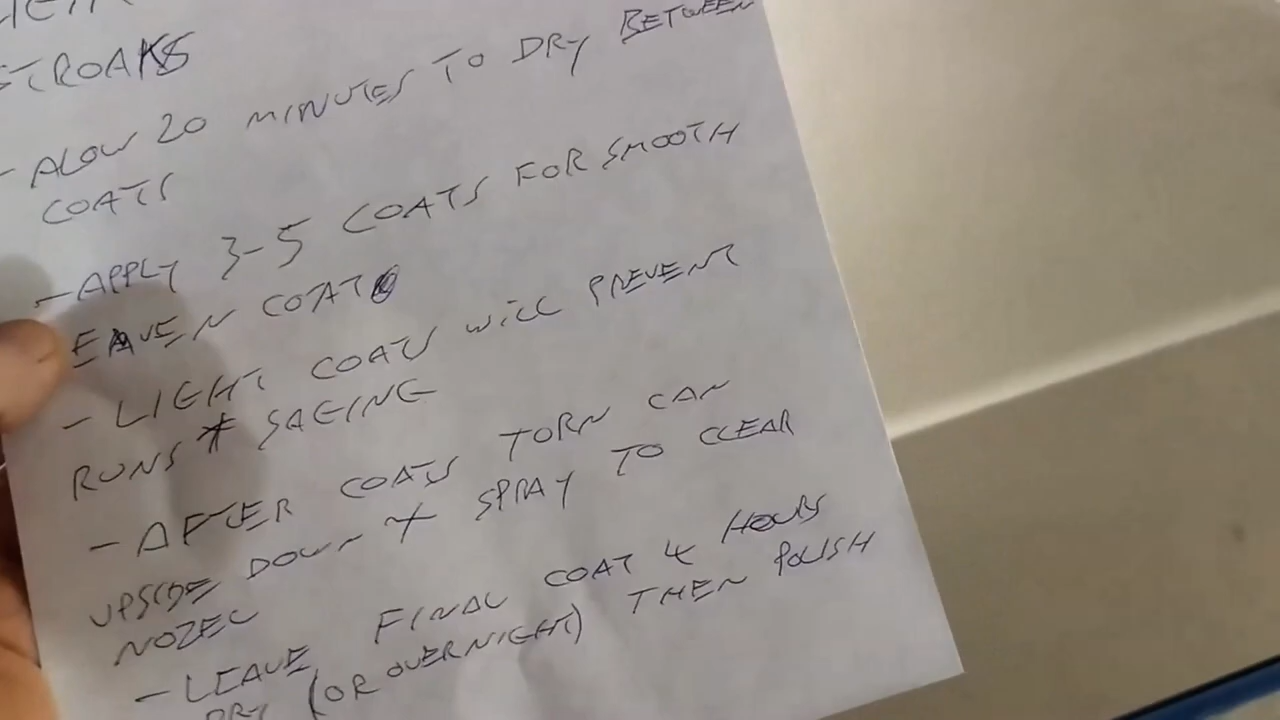 STROAKS
- ALOW 20 MINUTES TO DRY BETWEEN
COATS
- APPLY 3-5 COATS FOR SMOOTH
EAVEN COAT
- LIGHT COATS WILL PREVENT
RUNS + SAGING
- AFTER COATS TORN CAN
UPSIDE DOWN + SPRAY TO CLEAR
NOZEL
- LEAVE FINAL COAT 4 HOURS
DRY (OR OVERNIGHT) THEN POLISH